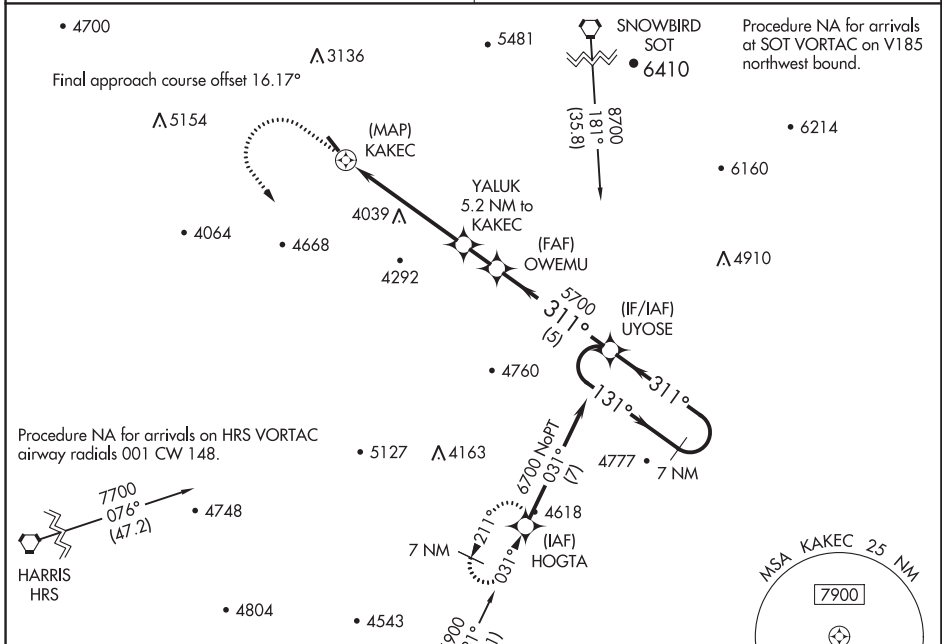 4700
3136
5481
SNOWBIRD
SOT
6410
Procedure NA for arrivals
at SOT VORTAC on V185
northwest bound.
Final approach course offset 16.17°
5154
(MAP)
KAKEC
8700
181°
(35.8)
6214
6160
YALUK
5.2 NM to
KAKEC
4039
4064
4668
4292
(FAF)
OWEMU
4910
5700
311°
(5)
(IF/IAF)
UYOSE
4760
311°
131°
Procedure NA for arrivals on HRS VORTAC
airway radials 001 CW 148.
5127
4163
6700 NoPT
031°
(7)
4777
7 NM
7700
076°
(47.2)
4748
4618
211°
7 NM
031°
(IAF)
HOGTA
HARRIS
HRS
MSA KAKEC 25 NM
7900
4804
4543